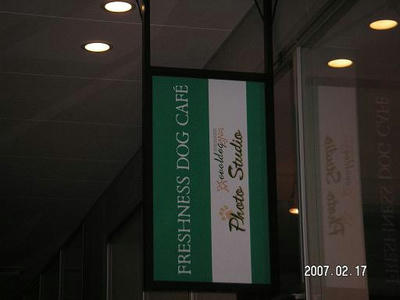 FRESHNESS DOG CAFÉ
Photo Studio
2007.02.17